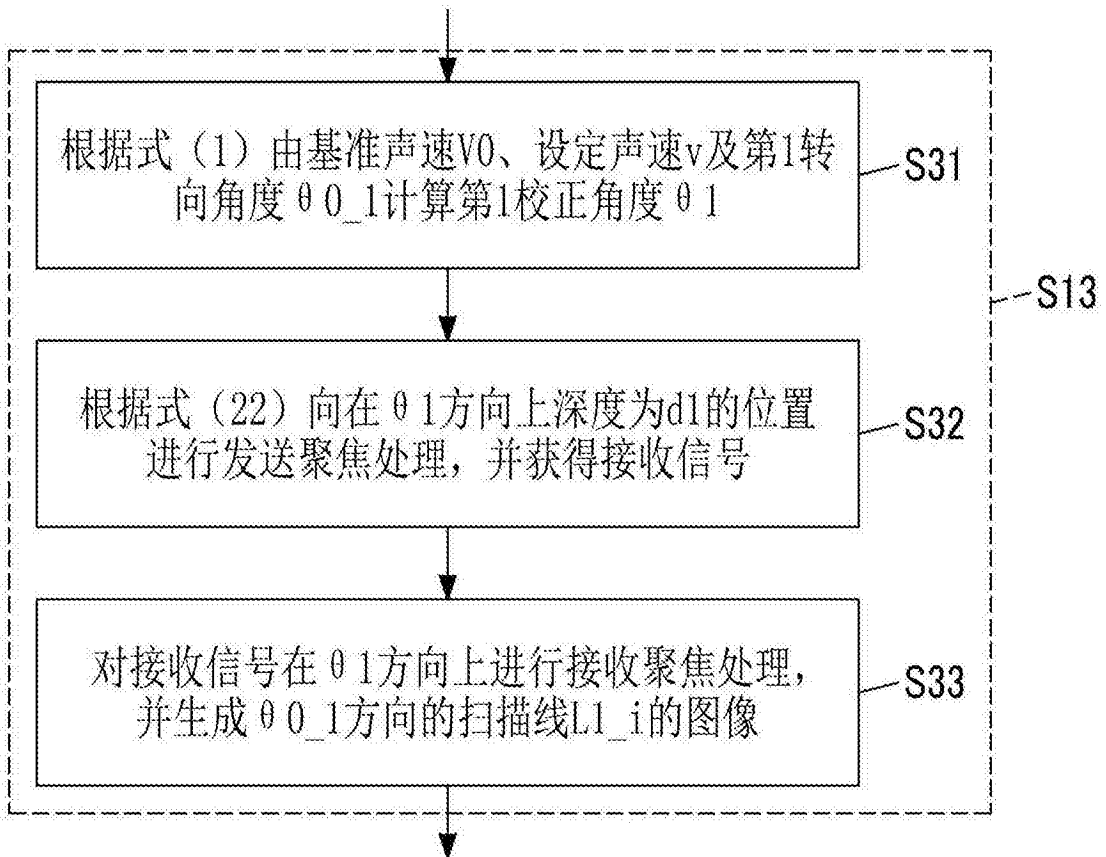 根据式（1）由基准声速V0、设定声速v及第1转
向角度θ0_1计算第1校正角度θ1
S31
S13
根据式（22）向在θ1方向上深度为d1的位置
进行发送聚焦处理，并获得接收信号
S32
对接收信号在θ1方向上进行接收聚焦处理，
并生成θ0_1方向的扫描线L1_i的图像
S33